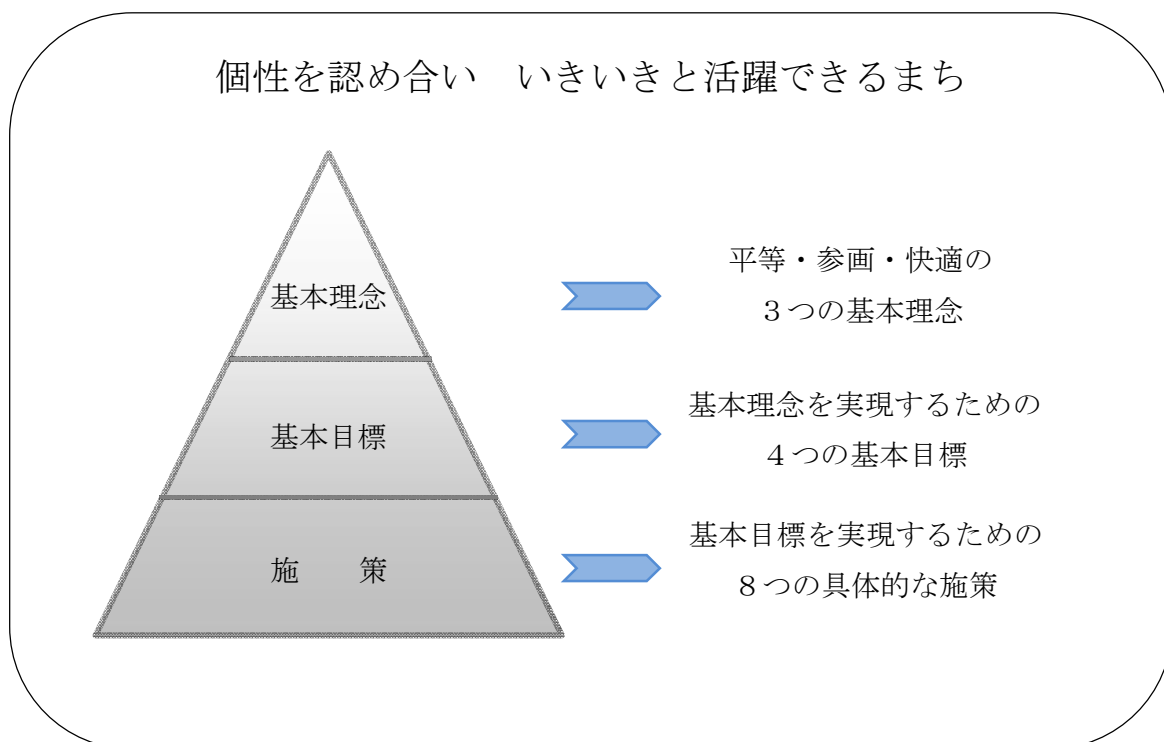 個性を認め合い　いきいきと活躍できるまち
基本理念
平等・参画・快適の
３つの基本理念
基本目標
基本理念を実現するための
４つの基本目標
施　　策
基本目標を実現するための
８つの具体的な施策